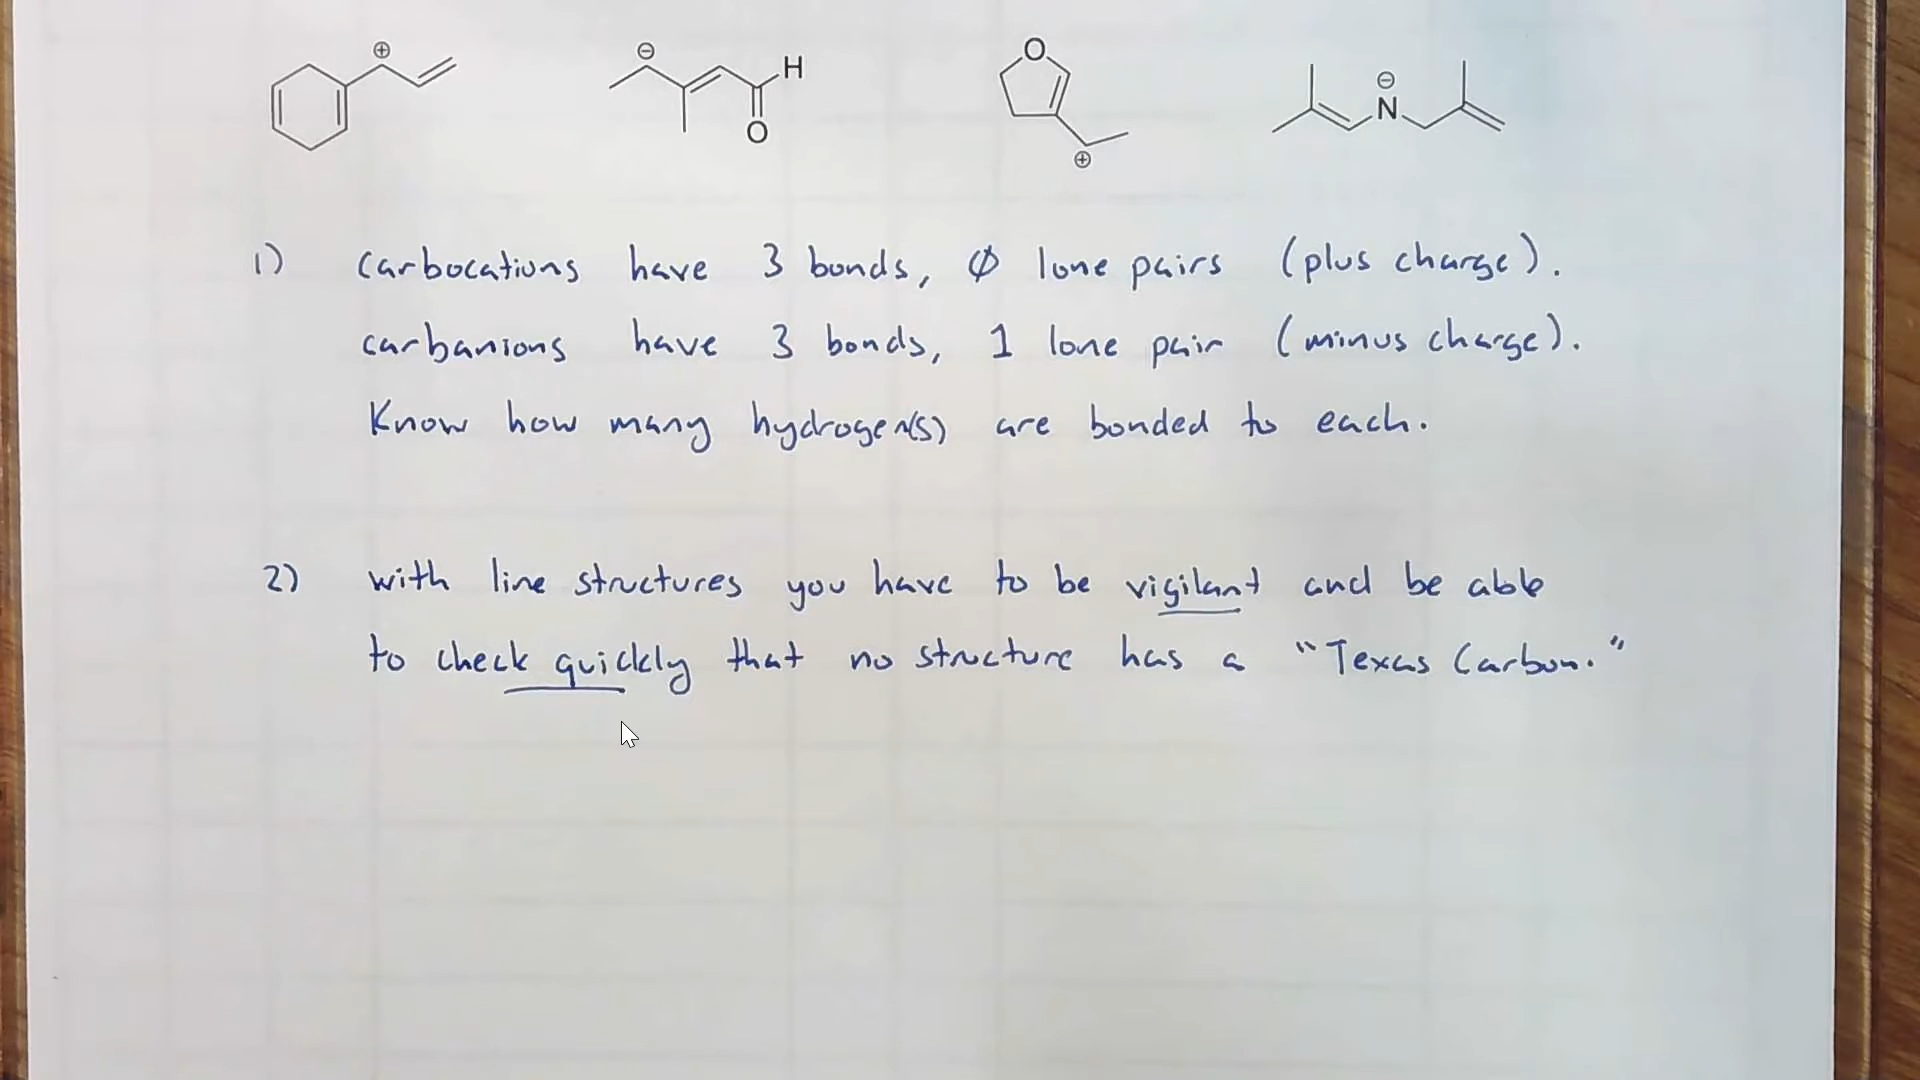 ⊕ ⊖ H O O ⊕ ⊖ N
1) carbocations have 3 bonds, Ø lone pairs (plus charge).
carbanions have 3 bonds, 1 lone pair (minus charge).
Know how many hydrogen(s) are bonded to each.
2) with line structures you have to be vigilant and be able
to check quickly that no structure has a "Texas Carbon."